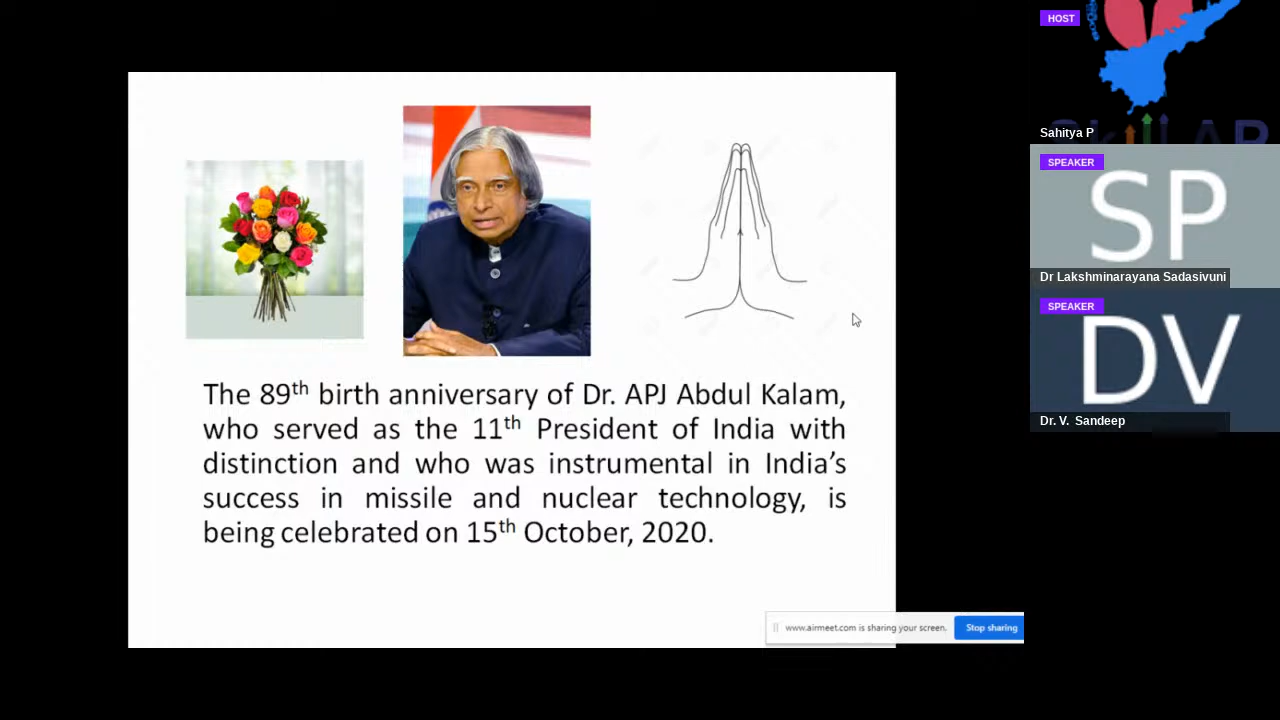 The 89th birth anniversary of Dr. APJ Abdul Kalam,
who served as the 11th President of India with
distinction and who was instrumental in India’s
success in missile and nuclear technology, is
being celebrated on 15th October, 2020.
www.airmeet.com is sharing your screen.
Stop sharing
HOST
Sahitya P
SPEAKER
SP
Dr Lakshminarayana Sadasivuni
SPEAKER
DV
Dr. V. Sandeep